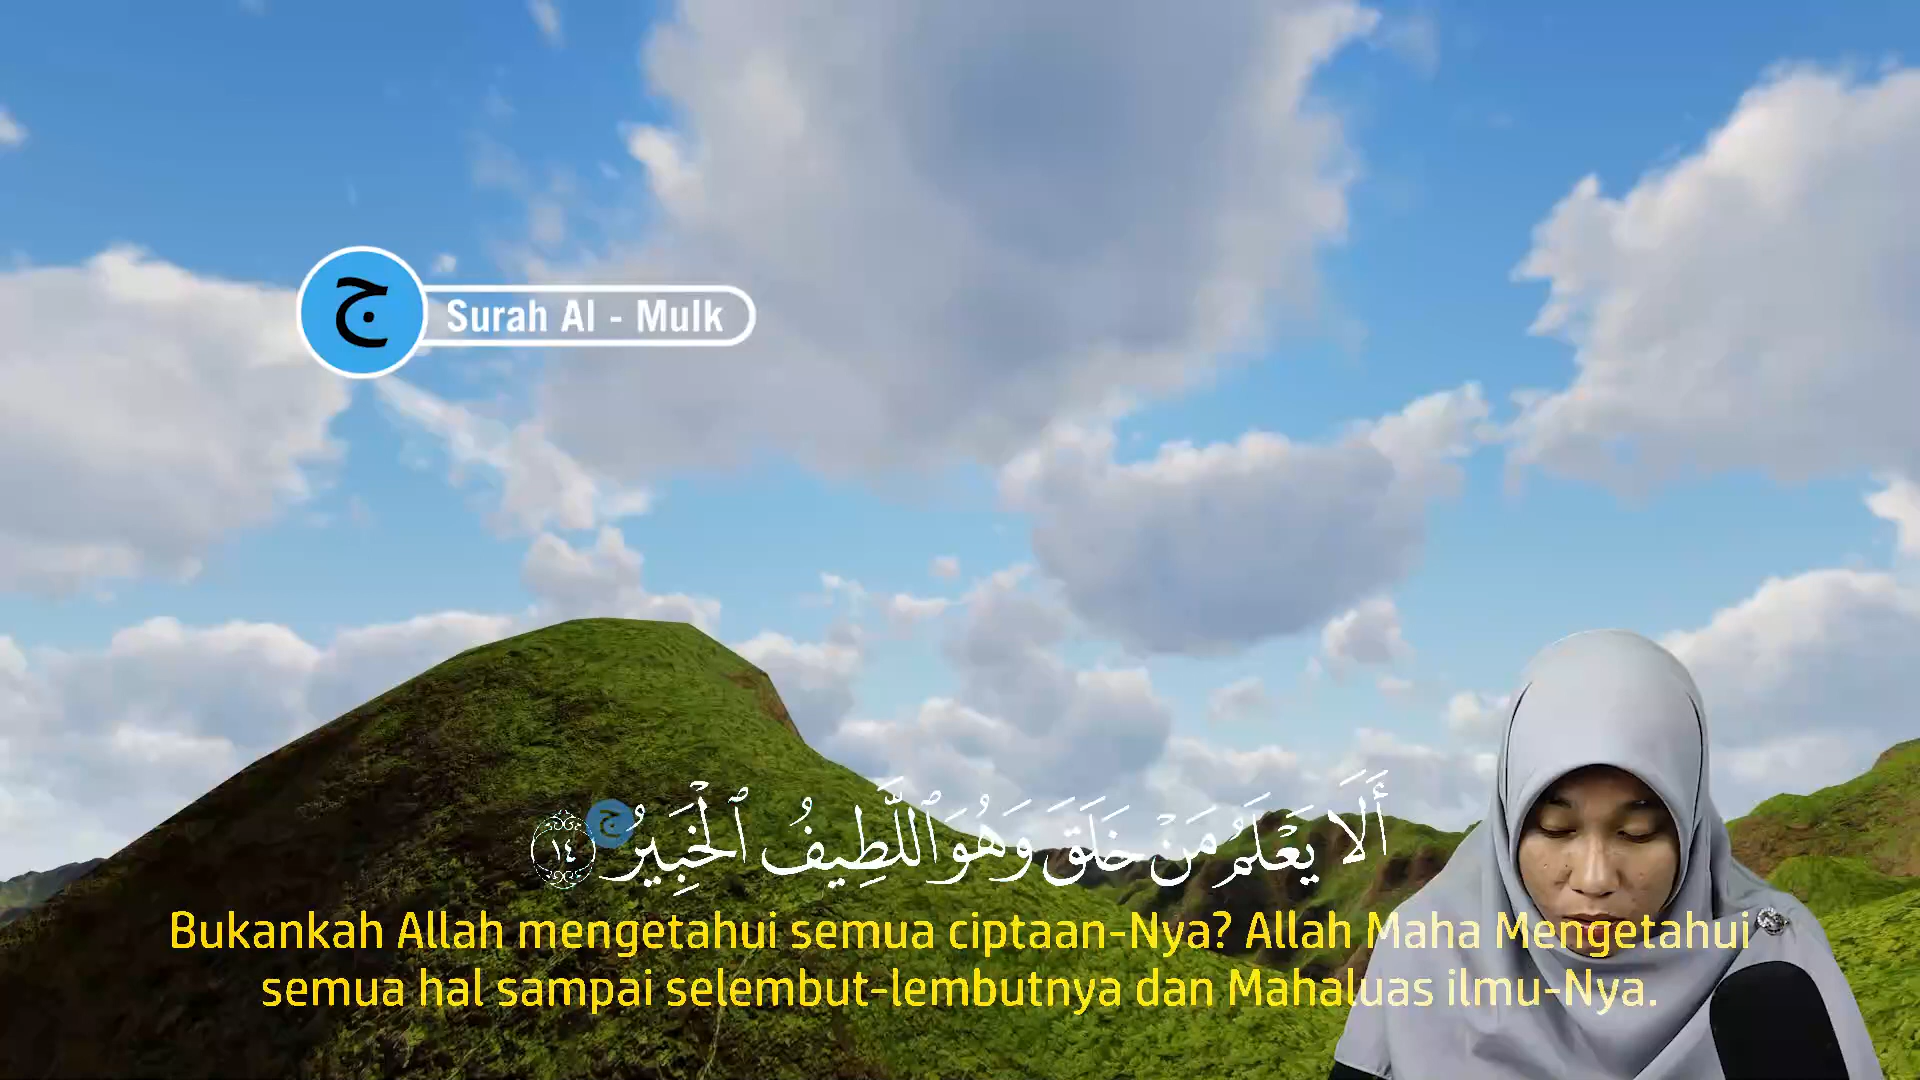 ج
Surah Al - Mulk
أَلَا يَعْلَمُ مَنْ خَلَقَ وَهُوَ ٱللَّطِيفُ ٱلْخَبِيرُ ج ١٤
Bukankah Allah mengetahui semua ciptaan-Nya? Allah Maha Mengetahui
semua hal sampai selembut-lembutnya dan Mahaluas ilmu-Nya.